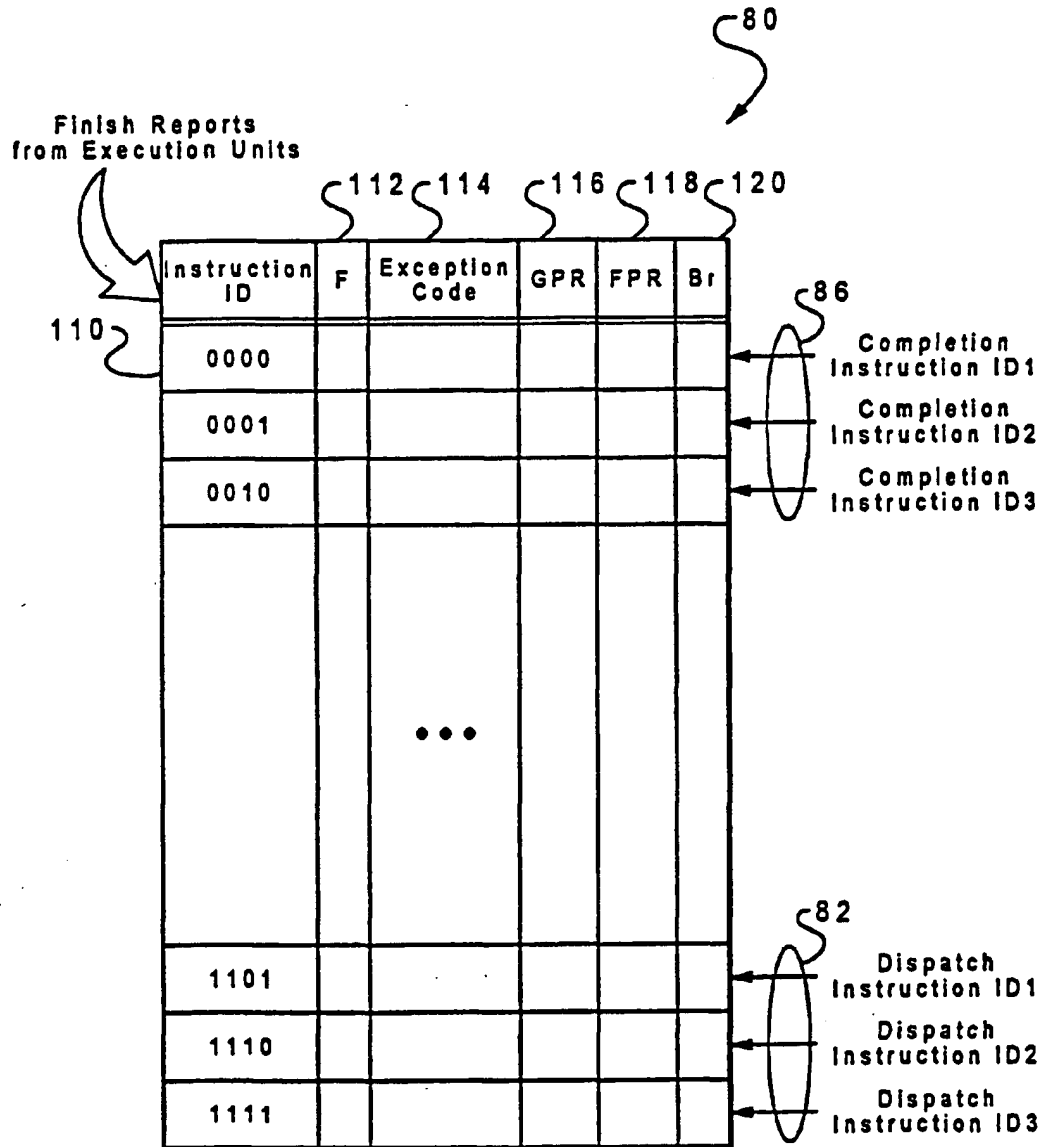 80
Finish Reports
from Execution Units
112 114 116 118 120
Instruction ID F Exception Code GPR FPR Br
110
86
0000
Completion
Instruction ID1
0001
Completion
Instruction ID2
0010
Completion
Instruction ID3
82
1101
Dispatch
Instruction ID1
1110
Dispatch
Instruction ID2
1111
Dispatch
Instruction ID3